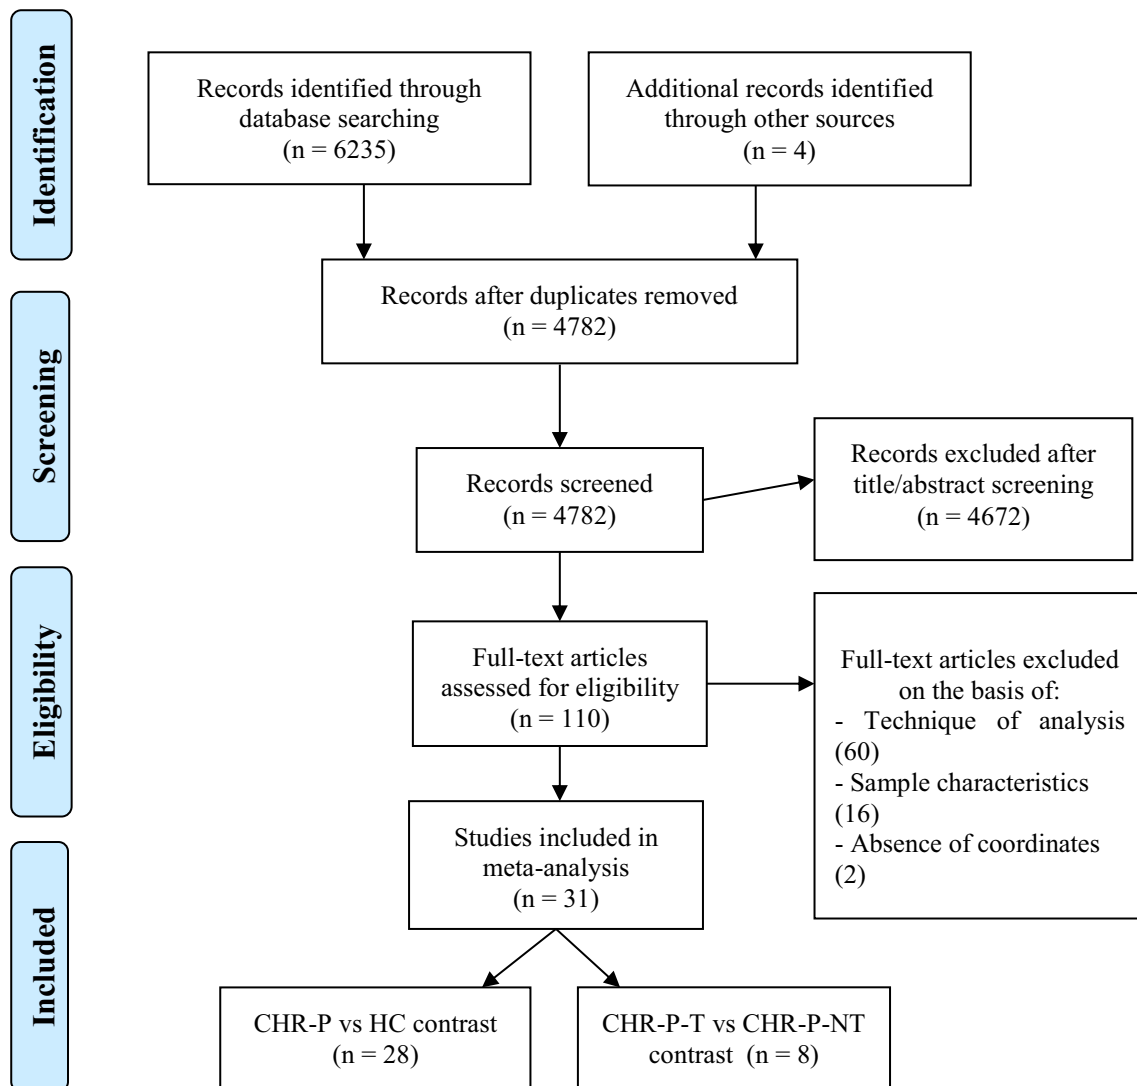 Identification
Records identified through
database searching
(n = 6235)
Additional records identified
through other sources
(n = 4)
Records after duplicates removed
(n = 4782)
Screening
Records screened
(n = 4782)
Records excluded after
title/abstract screening
(n = 4672)
Eligibility
Full-text articles
assessed for eligibility
(n = 110)
Full-text articles excluded
on the basis of:
- Technique of analysis
(60)
- Sample characteristics
(16)
- Absence of coordinates
(2)
Included
Studies included in
meta-analysis
(n = 31)
CHR-P vs HC contrast
(n = 28)
CHR-P-T vs CHR-P-NT
contrast (n = 8)